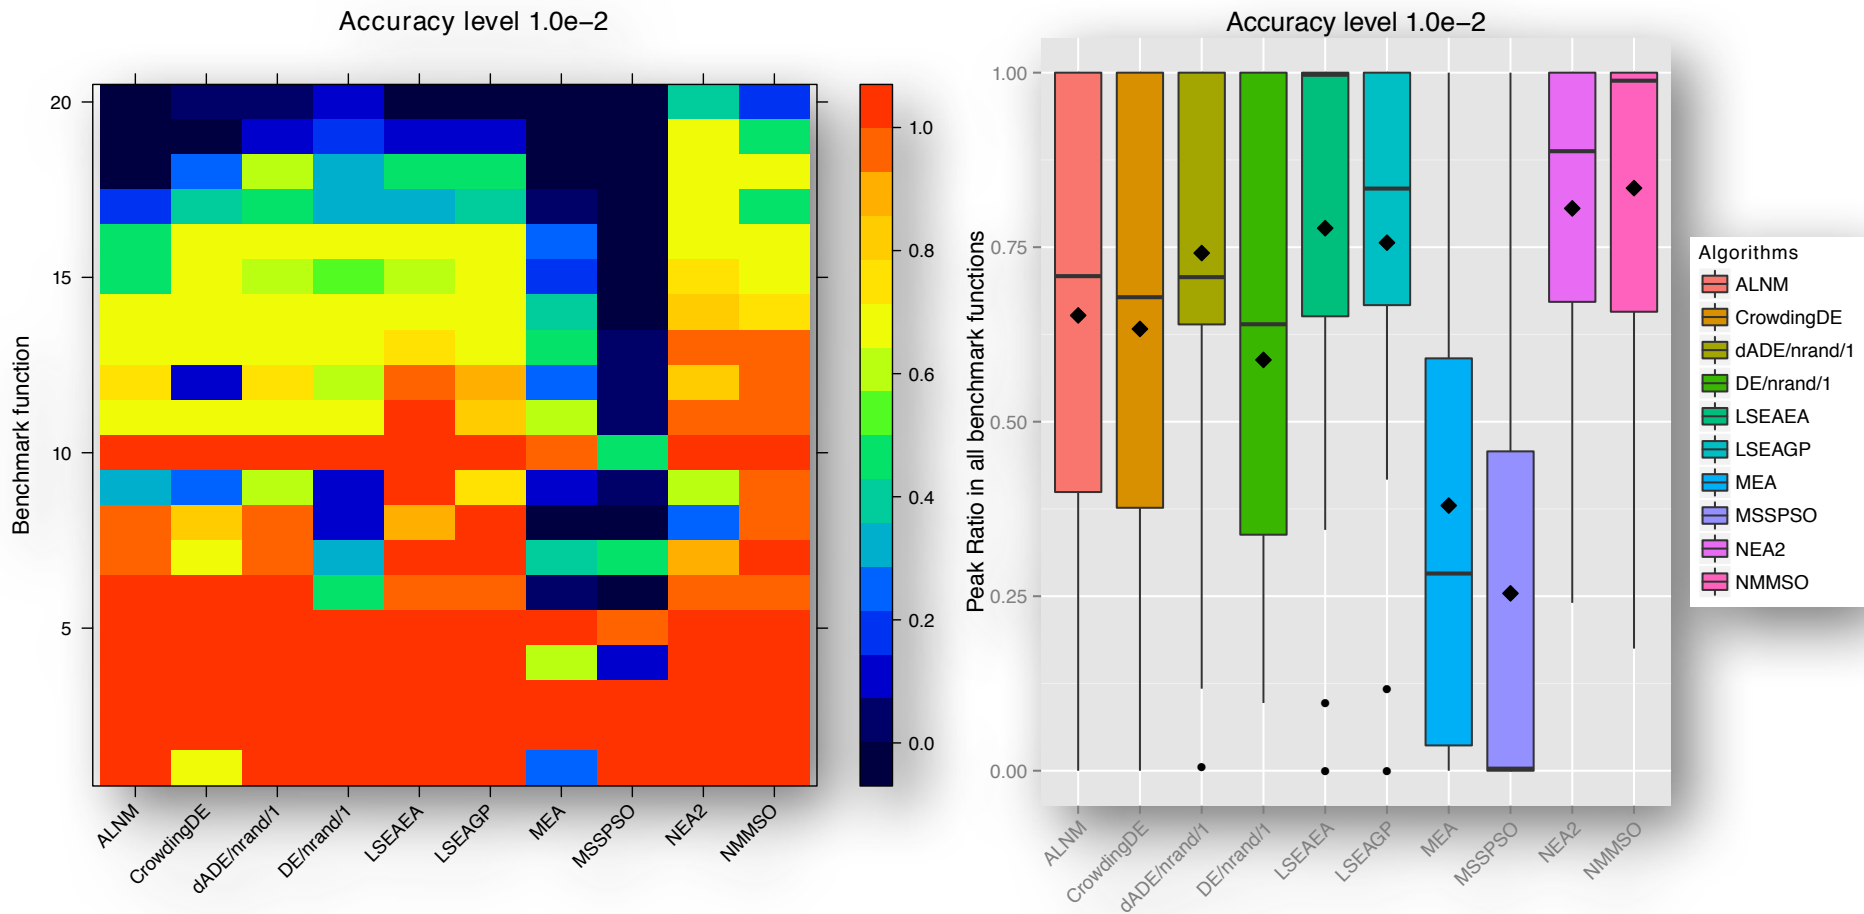 Accuracy level 1.0e−2
Benchmark function
20
15
10
5
ALNM
CrowdingDE
dADE/nrand/1
DE/nrand/1
LSEAEA
LSEAGP
MEA
MSSPSO
NEA2
NMMSO
1.0
0.8
0.6
0.4
0.2
0.0
Accuracy level 1.0e−2
Peak Ratio in all benchmark functions
1.00
0.75
0.50
0.25
0.00
ALNM
CrowdingDE
dADE/nrand/1
DE/nrand/1
LSEAEA
LSEAGP
MEA
MSSPSO
NEA2
NMMSO
Algorithms
ALNM
CrowdingDE
dADE/nrand/1
DE/nrand/1
LSEAEA
LSEAGP
MEA
MSSPSO
NEA2
NMMSO